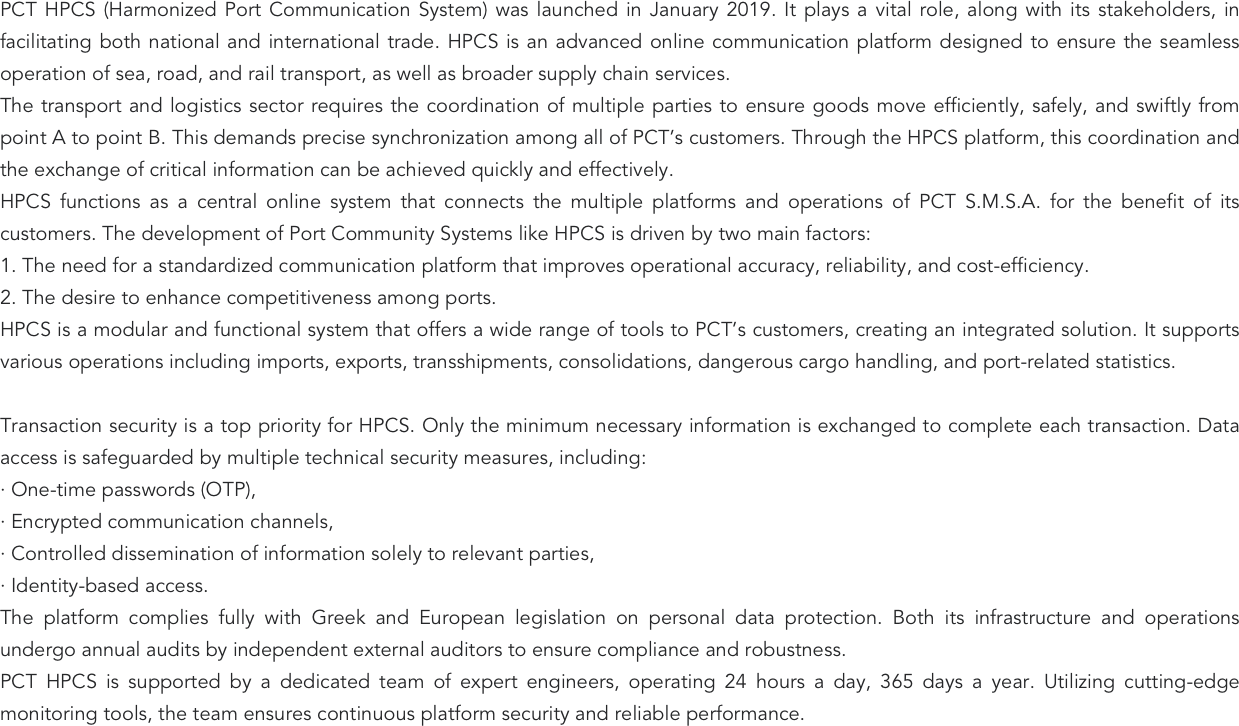 PCT HPCS (Harmonized Port Communication System) was launched in January 2019. It plays a vital role, along with its stakeholders, in
facilitating both national and international trade. HPCS is an advanced online communication platform designed to ensure the seamless
operation of sea, road, and rail transport, as well as broader supply chain services.
The transport and logistics sector requires the coordination of multiple parties to ensure goods move efficiently, safely, and swiftly from
point A to point B. This demands precise synchronization among all of PCT’s customers. Through the HPCS platform, this coordination and
the exchange of critical information can be achieved quickly and effectively.
HPCS functions as a central online system that connects the multiple platforms and operations of PCT S.M.S.A. for the benefit of its
customers. The development of Port Community Systems like HPCS is driven by two main factors:
1. The need for a standardized communication platform that improves operational accuracy, reliability, and cost-efficiency.
2. The desire to enhance competitiveness among ports.
HPCS is a modular and functional system that offers a wide range of tools to PCT’s customers, creating an integrated solution. It supports
various operations including imports, exports, transshipments, consolidations, dangerous cargo handling, and port-related statistics.
Transaction security is a top priority for HPCS. Only the minimum necessary information is exchanged to complete each transaction. Data
access is safeguarded by multiple technical security measures, including:
· One-time passwords (OTP),
· Encrypted communication channels,
· Controlled dissemination of information solely to relevant parties,
· Identity-based access.
The platform complies fully with Greek and European legislation on personal data protection. Both its infrastructure and operations
undergo annual audits by independent external auditors to ensure compliance and robustness.
PCT HPCS is supported by a dedicated team of expert engineers, operating 24 hours a day, 365 days a year. Utilizing cutting-edge
monitoring tools, the team ensures continuous platform security and reliable performance.